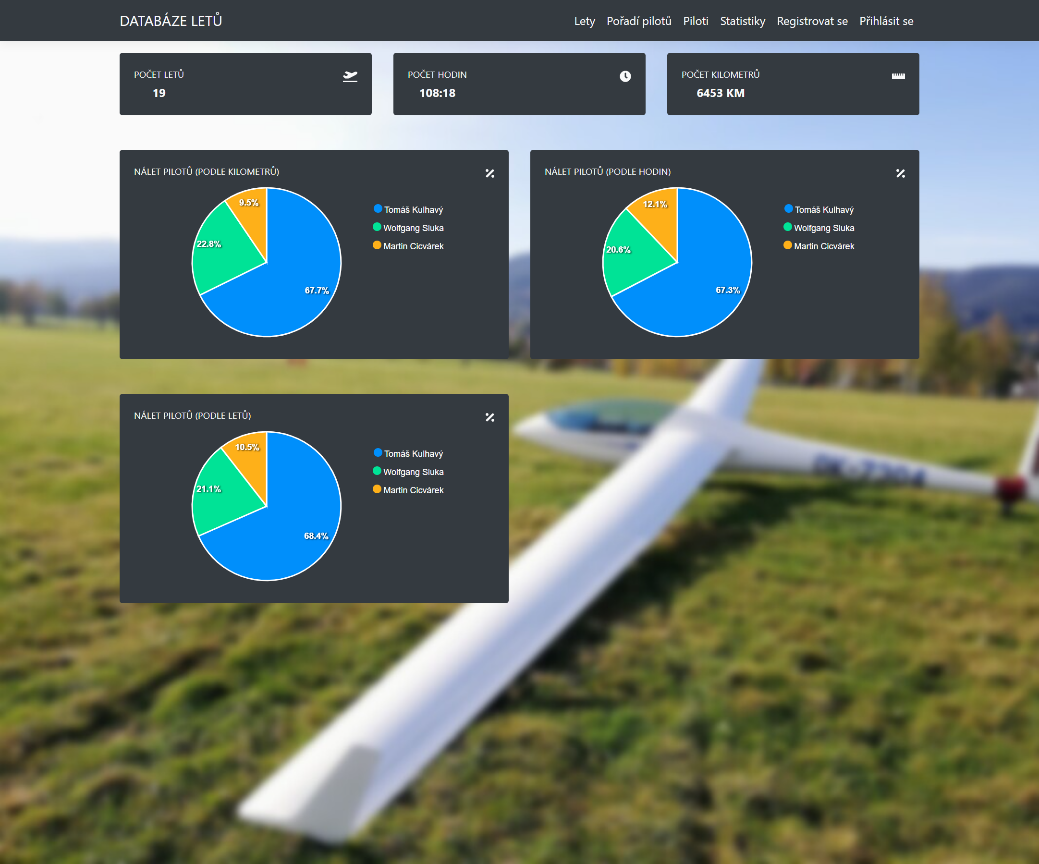 DATABÁZE LETŮ
Lety Pořadí pilotů Piloti Statistiky Registrovat se Přihlásit se
POČET LETŮ
19
POČET HODIN
108:18
POČET KILOMETRŮ
6453 KM
NÁLET PILOTŮ (PODLE KILOMETRŮ)
9.5%
22.8%
67.7%
Tomáš Kulhavý
Wolfgang Sluka
Martin Cicvárek
NÁLET PILOTŮ (PODLE HODIN)
12.1%
20.6%
67.3%
Tomáš Kulhavý
Wolfgang Sluka
Martin Cicvárek
NÁLET PILOTŮ (PODLE LETŮ)
10.5%
21.1%
68.4%
Tomáš Kulhavý
Wolfgang Sluka
Martin Cicvárek